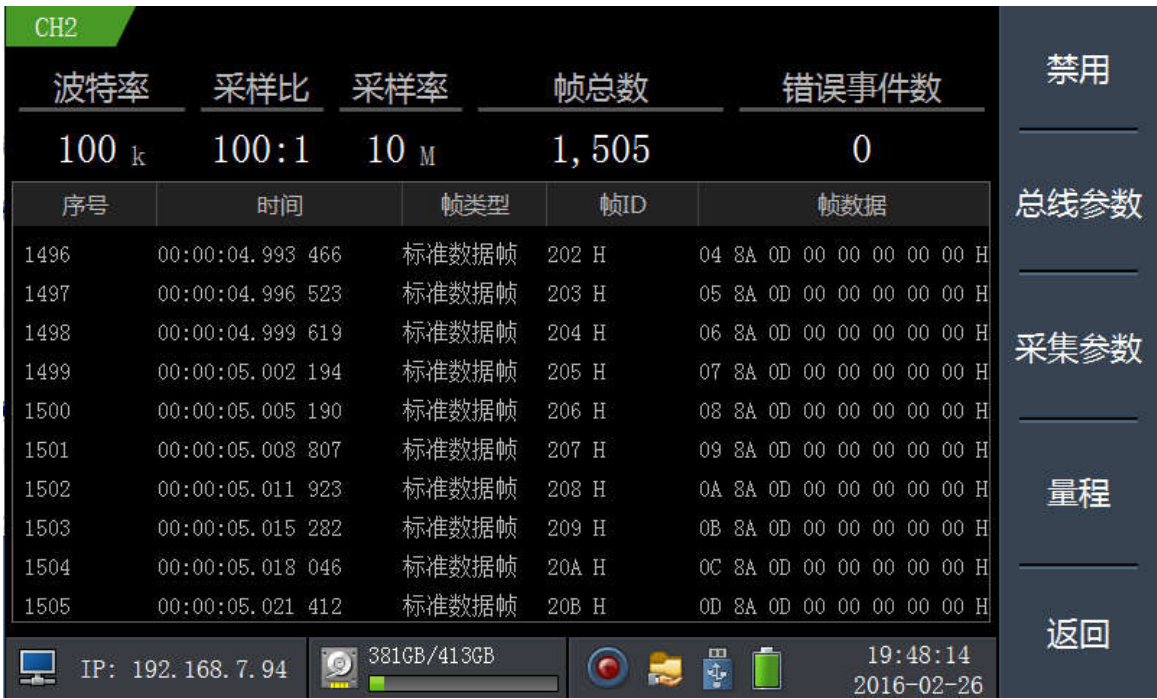 CH2
波特率 采样比 采样率 帧总数 错误事件数
100 k 100:1 10 M 1,505 0
序号 时间 帧类型 帧ID 帧数据
1496 00:00:04.993 466 标准数据帧 202 H 04 8A 0D 00 00 00 00 00 H
1497 00:00:04.996 523 标准数据帧 203 H 05 8A 0D 00 00 00 00 00 H
1498 00:00:04.999 619 标准数据帧 204 H 06 8A 0D 00 00 00 00 00 H
1499 00:00:05.002 194 标准数据帧 205 H 07 8A 0D 00 00 00 00 00 H
1500 00:00:05.005 190 标准数据帧 206 H 08 8A 0D 00 00 00 00 00 H
1501 00:00:05.008 807 标准数据帧 207 H 09 8A 0D 00 00 00 00 00 H
1502 00:00:05.011 923 标准数据帧 208 H 0A 8A 0D 00 00 00 00 00 H
1503 00:00:05.015 282 标准数据帧 209 H 0B 8A 0D 00 00 00 00 00 H
1504 00:00:05.018 046 标准数据帧 20A H 0C 8A 0D 00 00 00 00 00 H
1505 00:00:05.021 412 标准数据帧 20B H 0D 8A 0D 00 00 00 00 00 H
禁用
总线参数
采集参数
量程
返回
IP: 192.168.7.94
381GB/413GB
19:48:14
2016-02-26